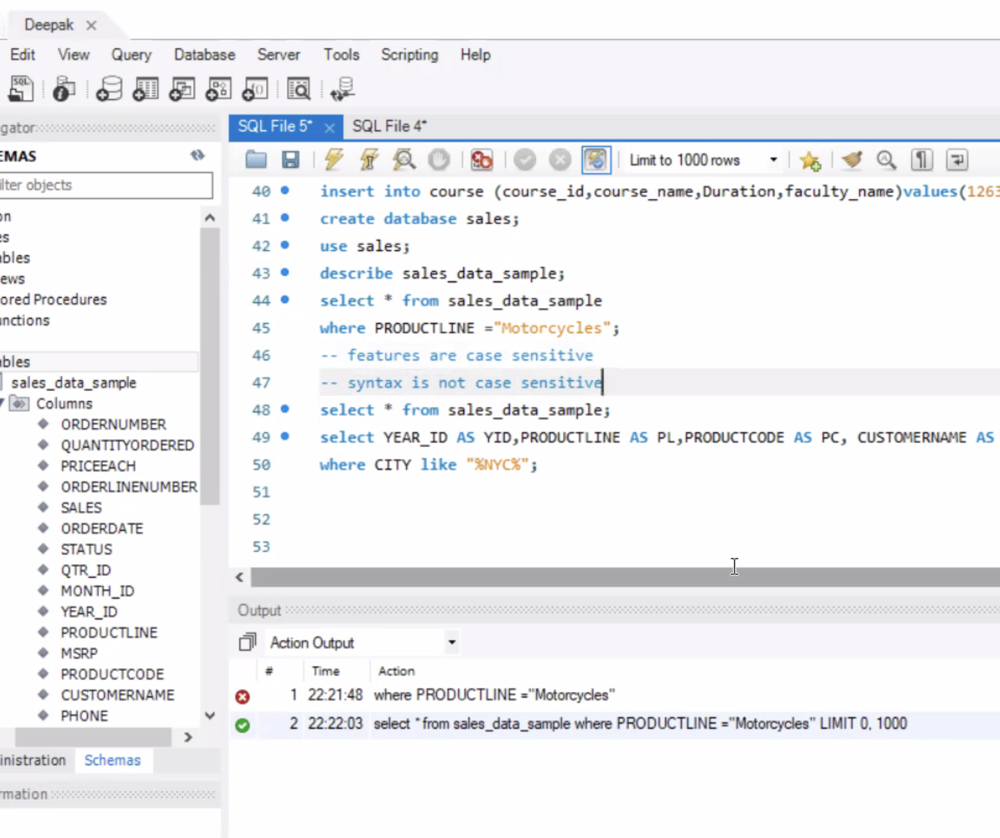 Deepak
Edit View Query Database Server Tools Scripting Help
SQL
SQL File 5* SQL File 4*
Limit to 1000 rows
gator
EMAS
ilter objects
on
es
ables
ews
ored Procedures
unctions
ables
sales_data_sample
Columns
ORDERNUMBER
QUANTITYORDERED
PRICEEACH
ORDERLINENUMBER
SALES
ORDERDATE
STATUS
QTR_ID
MONTH_ID
YEAR_ID
PRODUCTLINE
MSRP
PRODUCTCODE
CUSTOMERNAME
PHONE
inistration Schemas
rmation
40 insert into course (course_id,course_name,Duration,faculty_name)values(1263
41 create database sales;
42 use sales;
43 describe sales_data_sample;
44 select * from sales_data_sample
45 where PRODUCTLINE ="Motorcycles";
46 -- features are case sensitive
47 -- syntax is not case sensitive
48 select * from sales_data_sample;
49 select YEAR_ID AS YID,PRODUCTLINE AS PL,PRODUCTCODE AS PC, CUSTOMERNAME AS
50 where CITY like "%NYC%";
51
52
53
Output
Action Output
# Time Action
1 22:21:48 where PRODUCTLINE ="Motorcycles"
2 22:22:03 select * from sales_data_sample where PRODUCTLINE ="Motorcycles" LIMIT 0, 1000